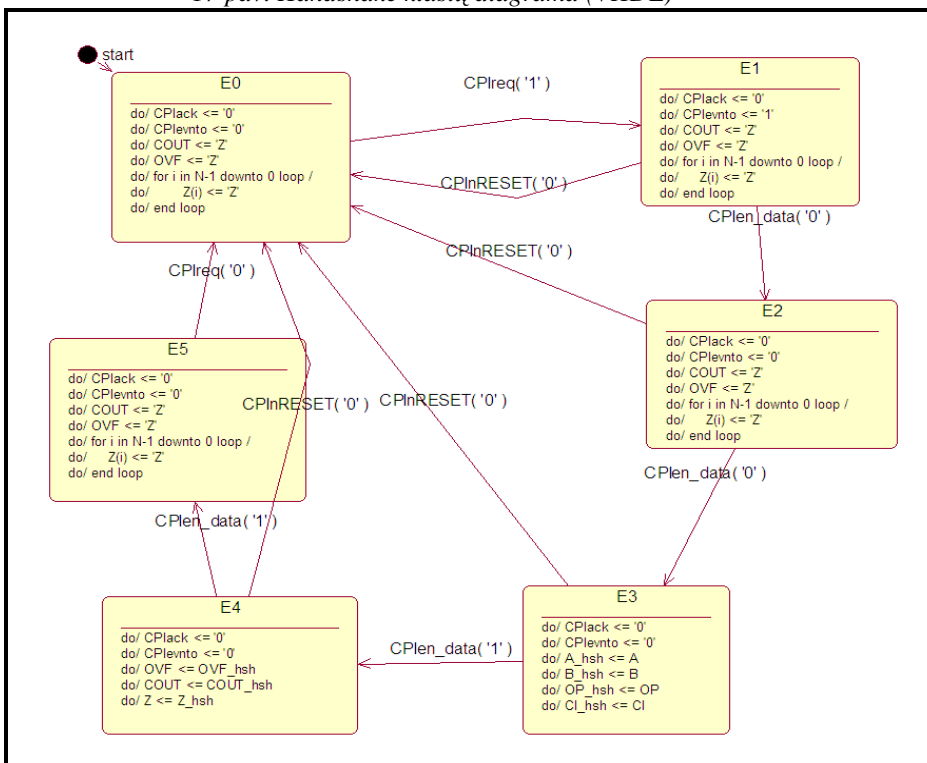 start
E0
do/ CPlack <= '0'
do/ CPlevnto <= '0'
do/ COUT <= 'Z'
do/ OVF <= 'Z'
do/ for i in N-1 downto 0 loop /
do/ Z(i) <= 'Z'
do/ end loop
CPlreq( '1' )
E1
do/ CPlack <= '0'
do/ CPlevnto <= '1'
do/ COUT <= 'Z'
do/ OVF <= 'Z'
do/ for i in N-1 downto 0 loop /
do/ Z(i) <= 'Z'
do/ end loop
CPlnRESET( '0' )
CPlen_data( '0' )
CPlnRESET( '0' )
E2
do/ CPlack <= '0'
do/ CPlevnto <= '0'
do/ COUT <= 'Z'
do/ OVF <= 'Z'
do/ for i in N-1 downto 0 loop /
do/ Z(i) <= 'Z'
do/ end loop
CPlreq( '0' )
E5
do/ CPlack <= '0'
do/ CPlevnto <= '0'
do/ COUT <= 'Z'
do/ OVF <= 'Z'
do/ for i in N-1 downto 0 loop /
do/ Z(i) <= 'Z'
do/ end loop
CPlnRESET( '0' )
CPlnRESET( '0' )
CPlen_data( '0' )
CPlen_data( '1' )
E4
do/ CPlack <= '0'
do/ CPlevnto <= '0'
do/ OVF <= OVF_hsh
do/ COUT <= COUT_hsh
do/ Z <= Z_hsh
CPlen_data( '1' )
E3
do/ CPlack <= '0'
do/ CPlevnto <= '0'
do/ A_hsh <= A
do/ B_hsh <= B
do/ OP_hsh <= OP
do/ CI_hsh <= CI